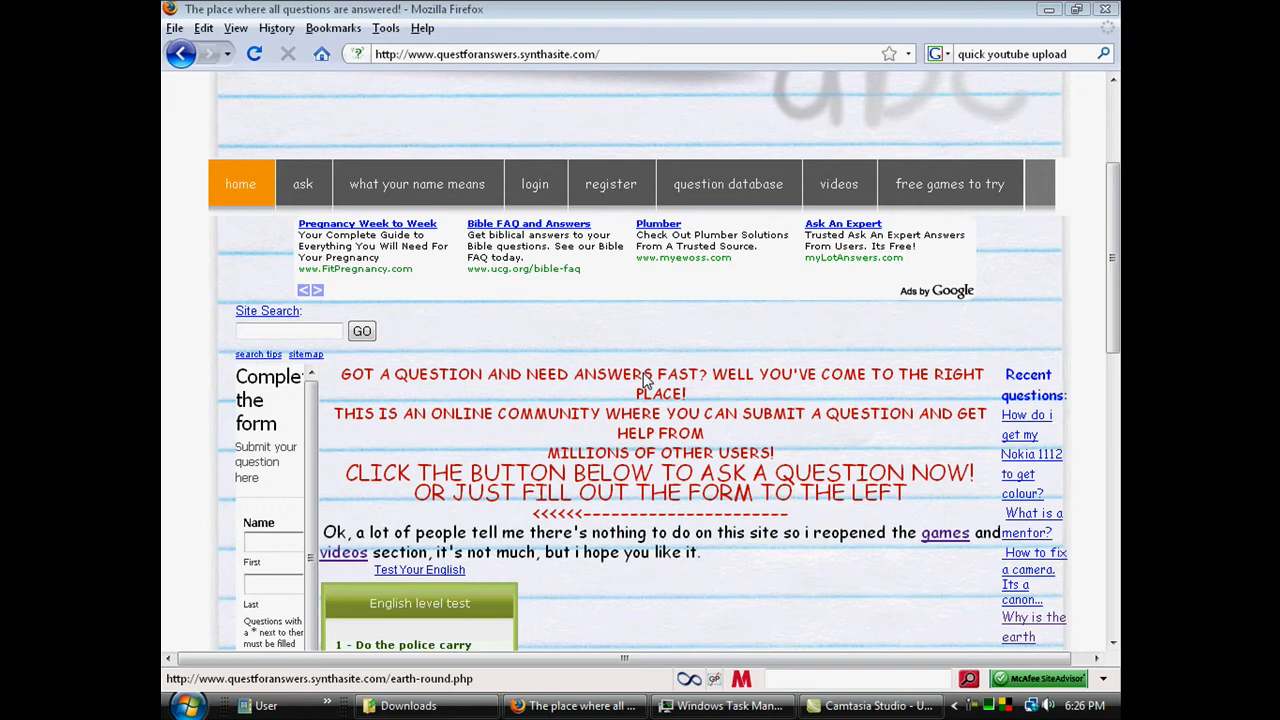 The place where all questions are answered! - Mozilla Firefox
File Edit View History Bookmarks Tools Help
http://www.questforanswers.synthasite.com/
quick youtube upload
abc
home ask what your name means login register question database videos free games to try
Pregnancy Week to Week
Your Complete Guide to
Everything You Will Need For
Your Pregnancy
www.FitPregnancy.com
Bible FAQ and Answers
Get biblical answers to your
Bible questions. See our Bible
FAQ today.
www.ucg.org/bible-faq
Plumber
Check Out Plumber Solutions
From A Trusted Source.
www.myewoss.com
Ask An Expert
Trusted Ask An Expert Answers
From Users. Its Free!
myLotAnswers.com
Ads by Google
Site Search:
GO
search tips sitemap
Comple
the
form
Submit your
question
here
Name
First
Last
Questions with
a * next to then
must be filled
GOT A QUESTION AND NEED ANSWERS FAST? WELL YOU'VE COME TO THE RIGHT
PLACE!
THIS IS AN ONLINE COMMUNITY WHERE YOU CAN SUBMIT A QUESTION AND GET
HELP FROM
MILLIONS OF OTHER USERS!
CLICK THE BUTTON BELOW TO ASK A QUESTION NOW!
OR JUST FILL OUT THE FORM TO THE LEFT
<<<<<<----------------------
Ok, a lot of people tell me there's nothing to do on this site so i reopened the games and
videos section, it's not much, but i hope you like it.
Test Your English
English level test
1 - Do the police carry
Recent
questions:
How do i
get my
Nokia 1112
to get
colour?
What is a
mentor?
How to fix
a camera.
Its a
canon...
Why is the
earth
http://www.questforanswers.synthasite.com/earth-round.php
McAfee SiteAdvisor
User
Downloads
The place where all ...
Windows Task Man...
Camtasia Studio - U...
6:26 PM